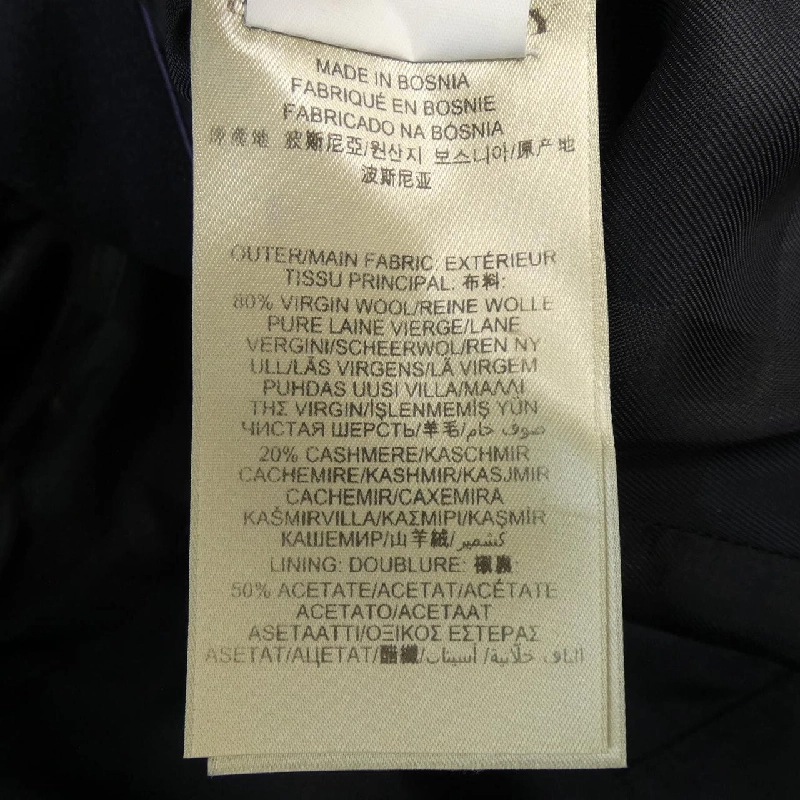 MADE IN BOSNIA
FABRIQUÉ EN BOSNIE
FABRICADO NA BÓSNIA
原產地 波斯尼亞/원산지 보스니아/原产地
波斯尼亚
OUTER/MAIN FABRIC: EXTÉRIEUR
TISSU PRINCIPAL: 布料:
80% VIRGIN WOOL/REINE WOLLE
PURE LAINE VIERGE/LANE
VERGINI/SCHEERWOL/REN NY
ULL/LÃS VIRGENS/LÃ VIRGEM
PUHDAS UUSI VILLA/ΜΑΛΛΙ
ΤΗΣ VIRGIN/İŞLENMEMİŞ YÜN
ЧИСТАЯ ШЕРСТЬ/羊毛/صوف خام
20% CASHMERE/KASCHMIR
CACHEMIRE/KASHMIR/KASJMIR
CACHEMIR/CAXEMIRA
KAŠMIRVILLA/ΚΑΣΜΙΡΙ/KAŞMİR
КАШЕМИР/山羊絨/كشمير
LINING: DOUBLURE: 襯裏:
50% ACETATE/ACETAT/ACÉTATE
ACETATO/ACETAAT
ASETAATTI/ΟΞΙΚΟΣ ΕΣΤΕΡΑΣ
ASETAT/АЦЕТАТ/醋纖/ألياف خلّانية/ أسيتات